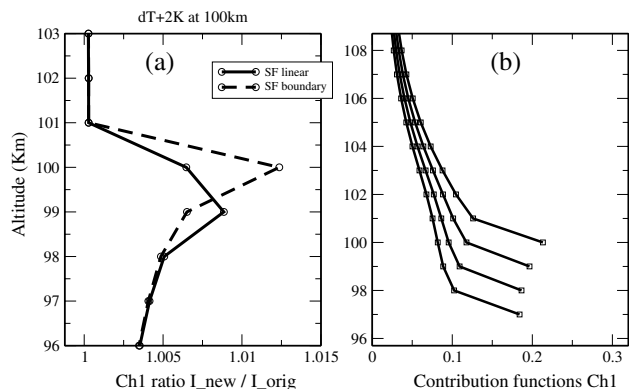 dT+2K at 100km
103
102
101
100
99
98
97
96
Altitude (Km)
(a)
SF linear
SF boundary
1
1.005
1.01
1.015
Ch1 ratio I_new / I_orig
108
106
104
102
100
98
96
(b)
0
0.1
0.2
0.3
Contribution functions Ch1